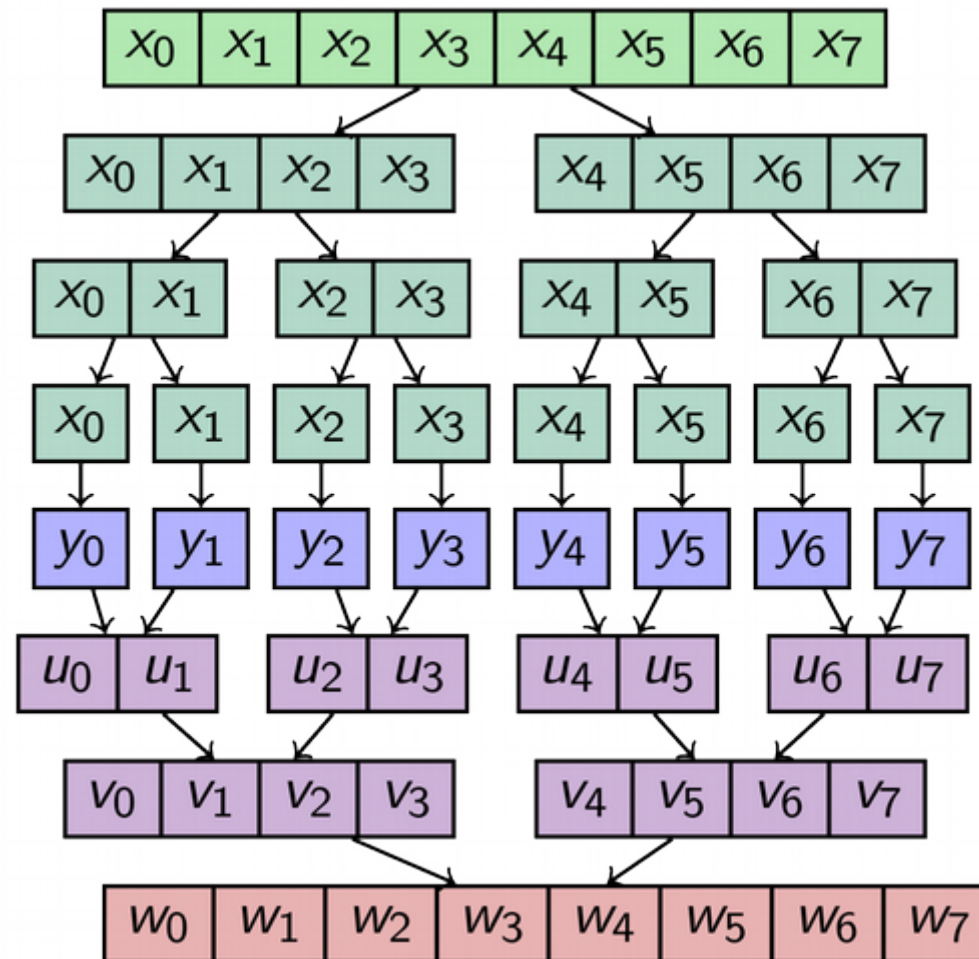 x0 x1 x2 x3 x4 x5 x6 x7
x0 x1 x2 x3 x4 x5 x6 x7
x0 x1 x2 x3 x4 x5 x6 x7
x0 x1 x2 x3 x4 x5 x6 x7
y0 y1 y2 y3 y4 y5 y6 y7
u0 u1 u2 u3 u4 u5 u6 u7
v0 v1 v2 v3 v4 v5 v6 v7
w0 w1 w2 w3 w4 w5 w6 w7